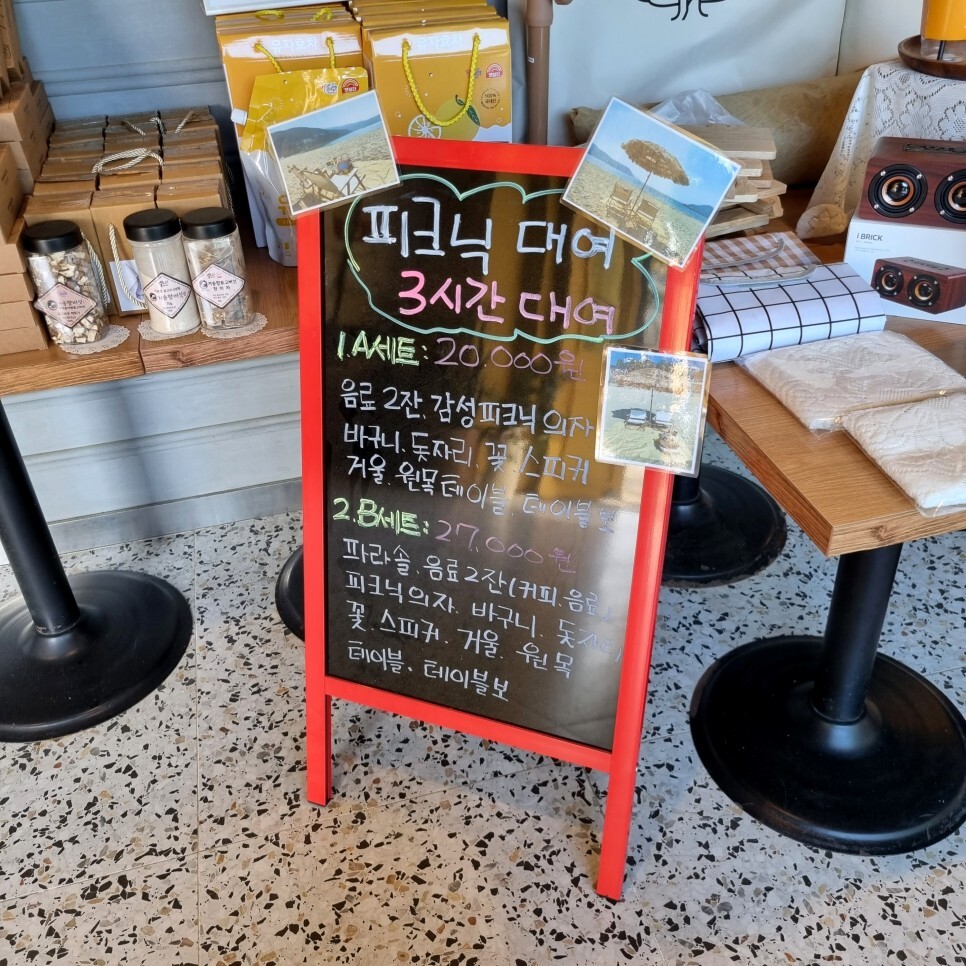 유자효차
피크닉 대여
3시간 대여
1. A세트: 20.000원
음료 2잔. 감성피크닉 의자
바구니. 돗자리. 꽃. 스피커
거울. 원목테이블. 테이블보
2. B세트: 27.000원
파라솔. 음료 2잔(커피.음료)
피크닉의자. 바구니. 돗자리
꽃. 스피커. 거울. 원목
테이블. 테이블보
i BRICK